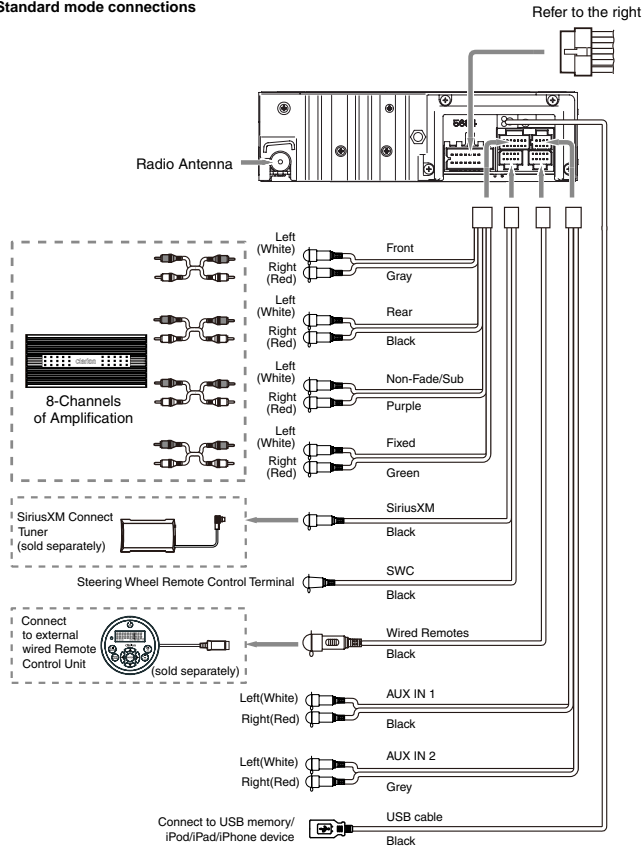 Standard mode connections
Refer to the right
Radio Antenna
Left
(White)
Front
Right
(Red)
Gray
Left
(White)
Rear
Right
(Red)
Black
Left
(White)
Non-Fade/Sub
Right
(Red)
Purple
Left
(White)
Fixed
Right
(Red)
Green
clarion
8-Channels
of Amplification
SiriusXM Connect
Tuner
(sold separately)
SiriusXM
Black
Steering Wheel Remote Control Terminal
SWC
Black
Connect
to external
wired Remote
Control Unit
(sold separately)
Wired Remotes
Black
Left(White)
AUX IN 1
Right(Red)
Black
Left(White)
AUX IN 2
Right(Red)
Grey
Connect to USB memory/
iPod/iPad/iPhone device
USB cable
Black